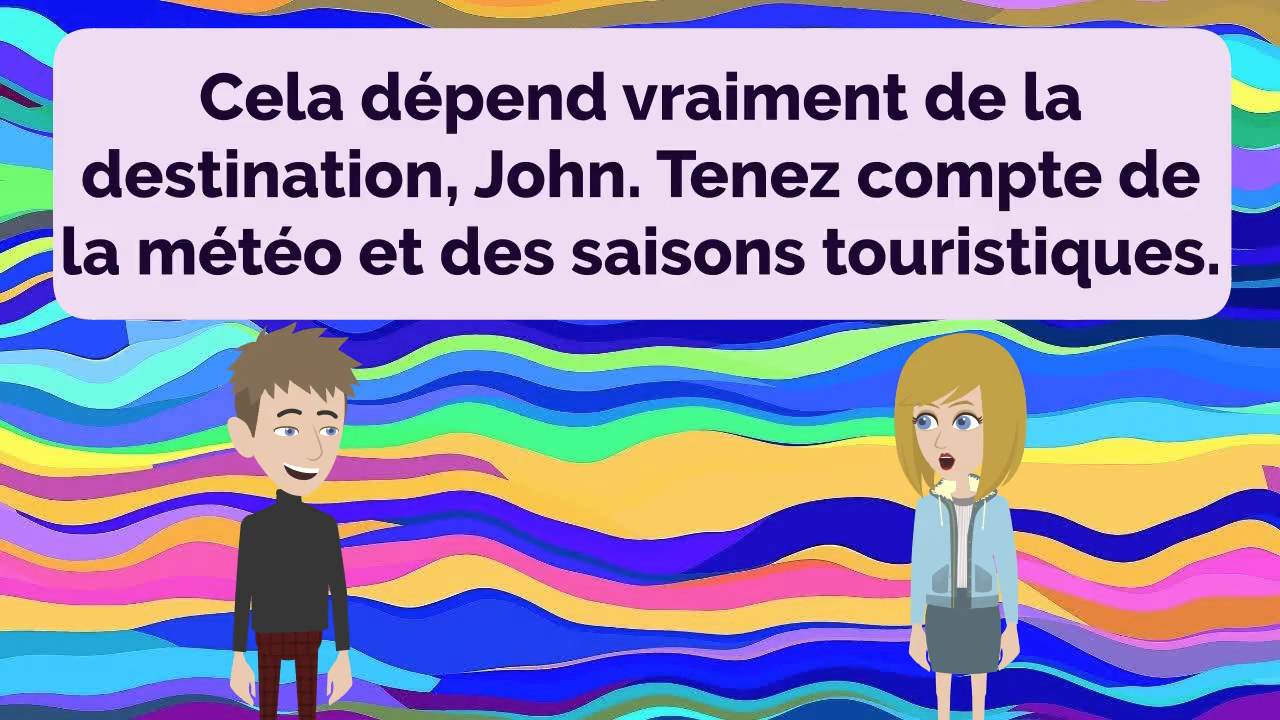 Cela dépend vraiment de la
destination, John. Tenez compte de
la météo et des saisons touristiques.